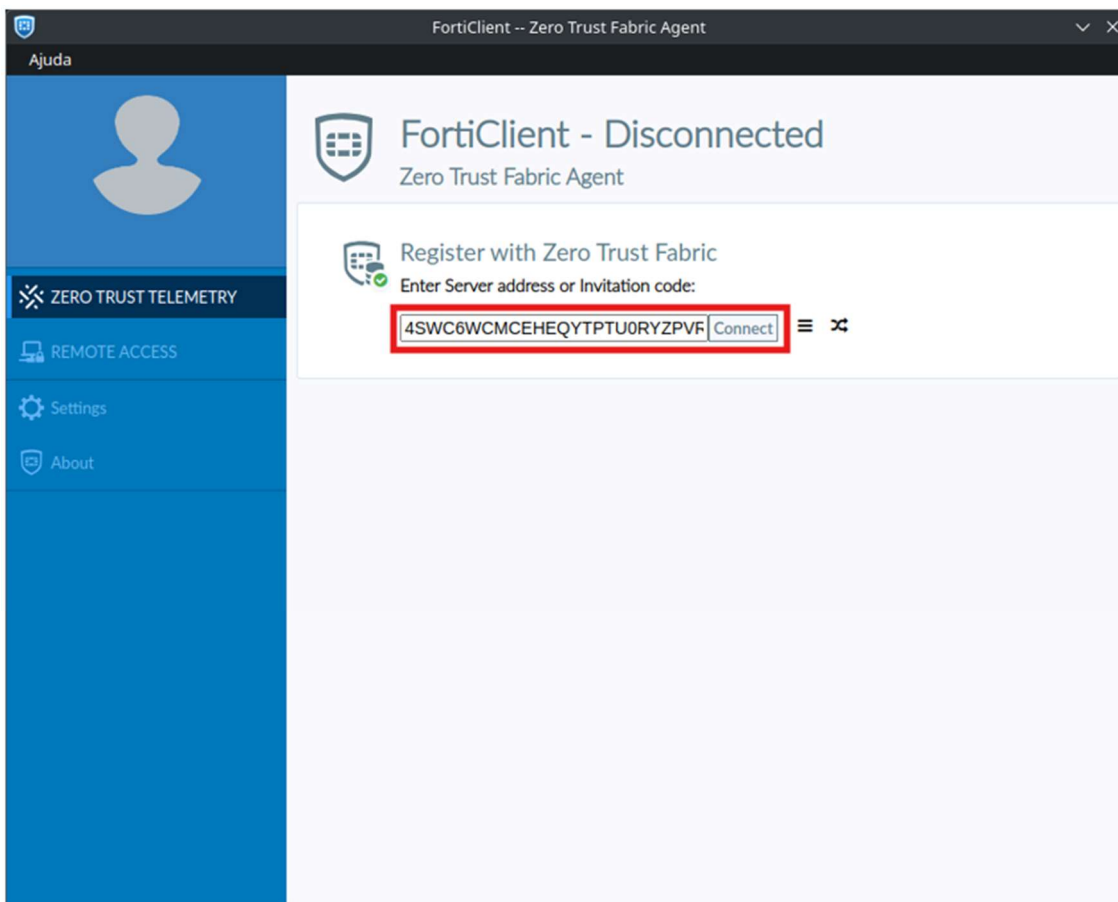 FortiClient -- Zero Trust Fabric Agent
Ajuda
FortiClient - Disconnected
Zero Trust Fabric Agent
Register with Zero Trust Fabric
Enter Server address or Invitation code:
4SWC6WCMCEHEQYTPTU0RYZPVR Connect
ZERO TRUST TELEMETRY
REMOTE ACCESS
Settings
About